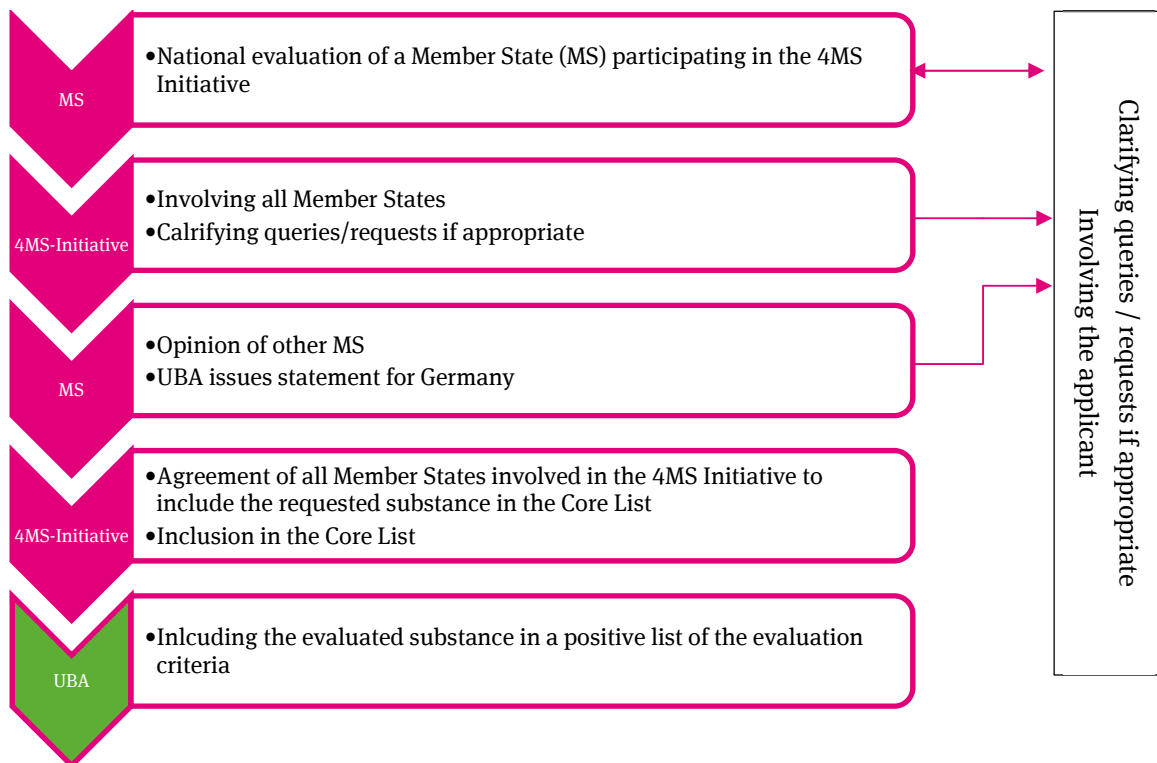 MS
•National evaluation of a Member State (MS) participating in the 4MS
Initiative
4MS-Initiative
•Involving all Member States
•Calrifying queries/requests if appropriate
MS
•Opinion of other MS
•UBA issues statement for Germany
4MS-Initiative
•Agreement of all Member States involved in the 4MS Initiative to
include the requested substance in the Core List
•Inclusion in the Core List
UBA
•Inlcuding the evaluated substance in a positive list of the evaluation
criteria
Clarifying queries / requests if appropriate
Involving the applicant